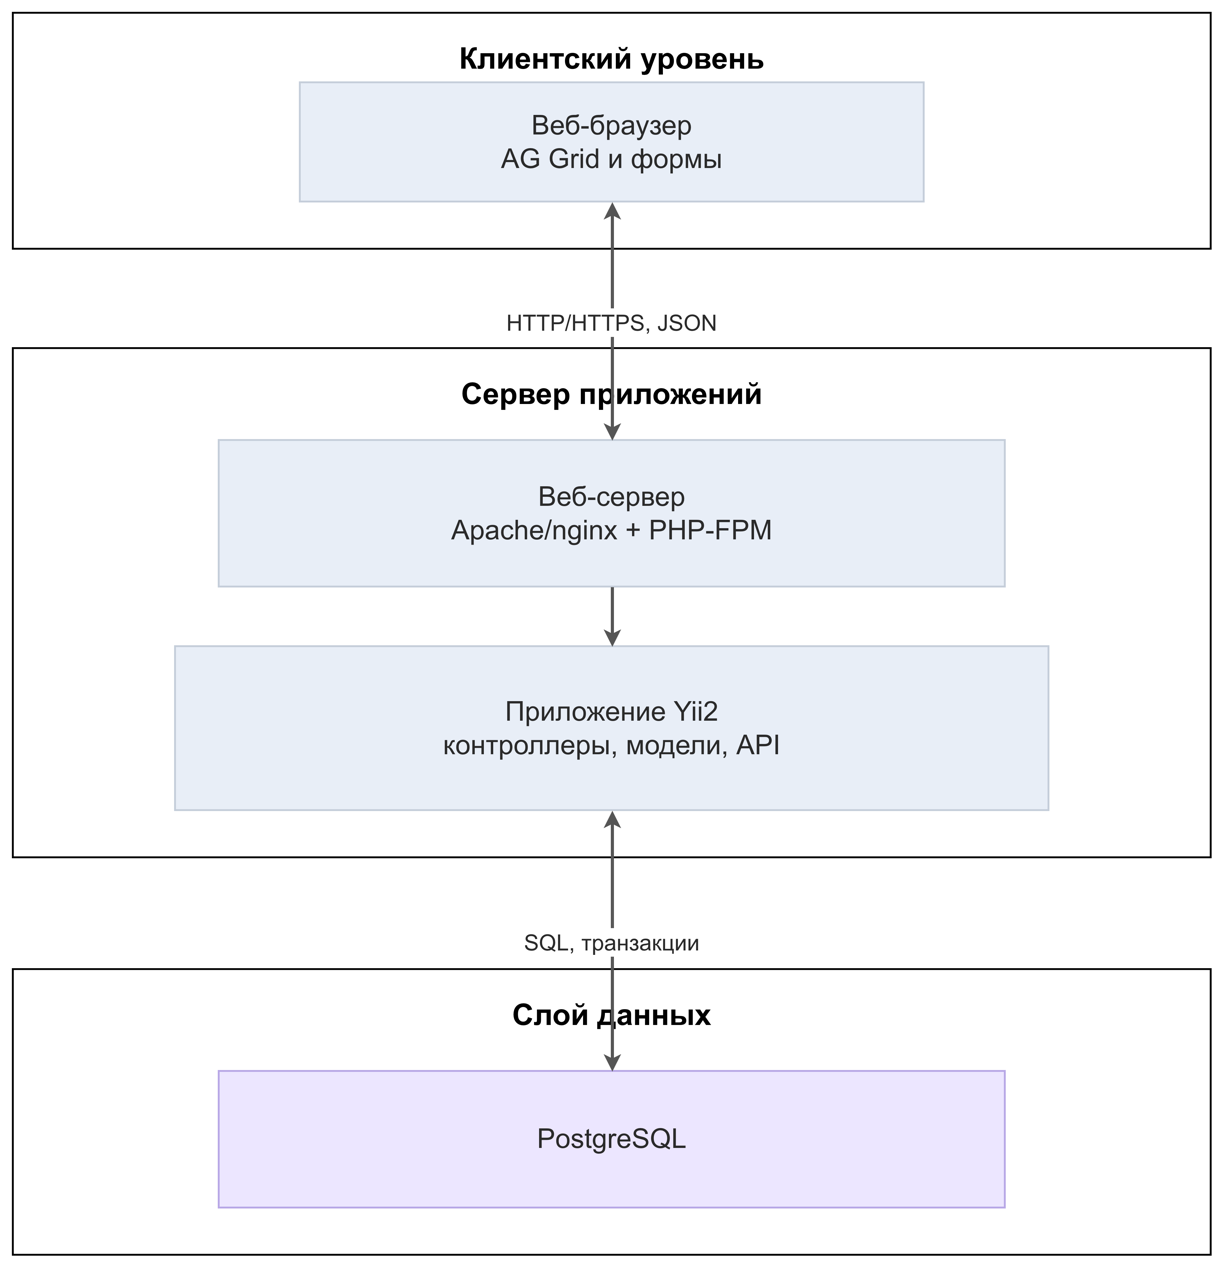 Клиентский уровень
Веб-браузер
AG Grid и формы
HTTP/HTTPS, JSON
Сервер приложений
Веб-сервер
Apache/nginx + PHP-FPM
Приложение Yii2
контроллеры, модели, API
SQL, транзакции
Слой данных
PostgreSQL